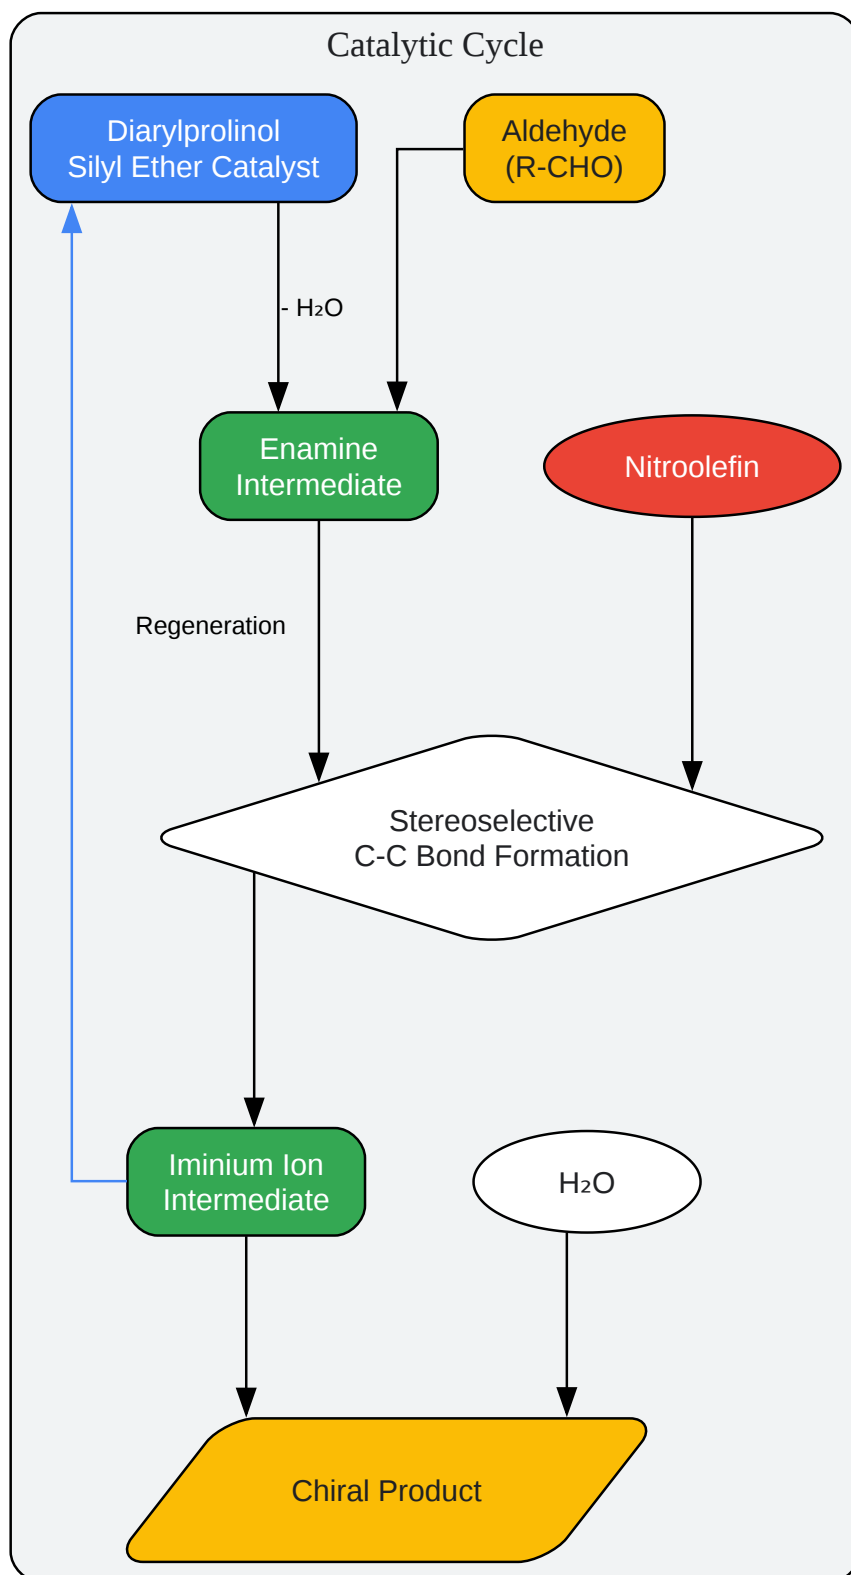 Catalytic Cycle
Diarylprolinol
Silyl Ether Catalyst
Aldehyde
(R-CHO)
- H₂O
Enamine
Intermediate
Nitroolefin
Regeneration
Stereoselective
C-C Bond Formation
Iminium Ion
Intermediate
H₂O
Chiral Product